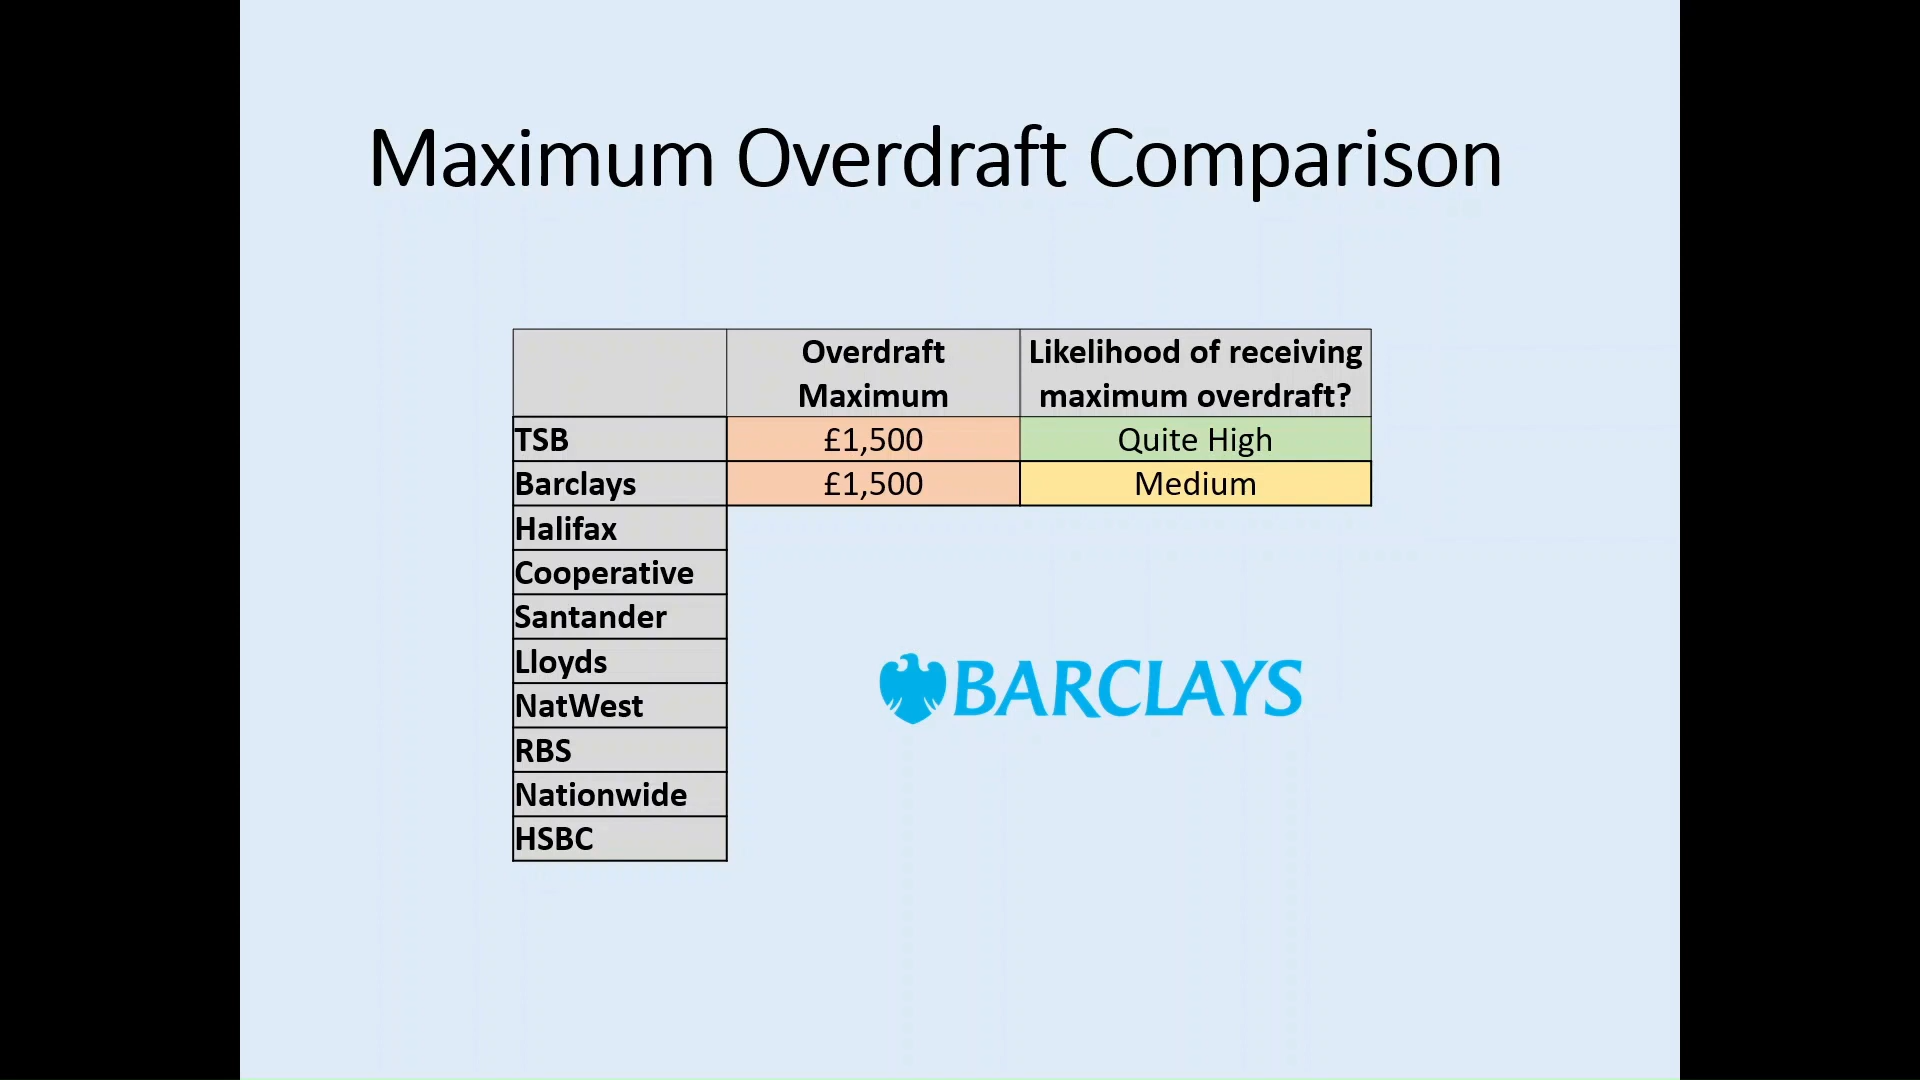 Maximum Overdraft Comparison
Overdraft Maximum
Likelihood of receiving maximum overdraft?
TSB £1,500 Quite High
Barclays £1,500 Medium
Halifax
Cooperative
Santander
Lloyds
NatWest
RBS
Nationwide
HSBC
BARCLAYS